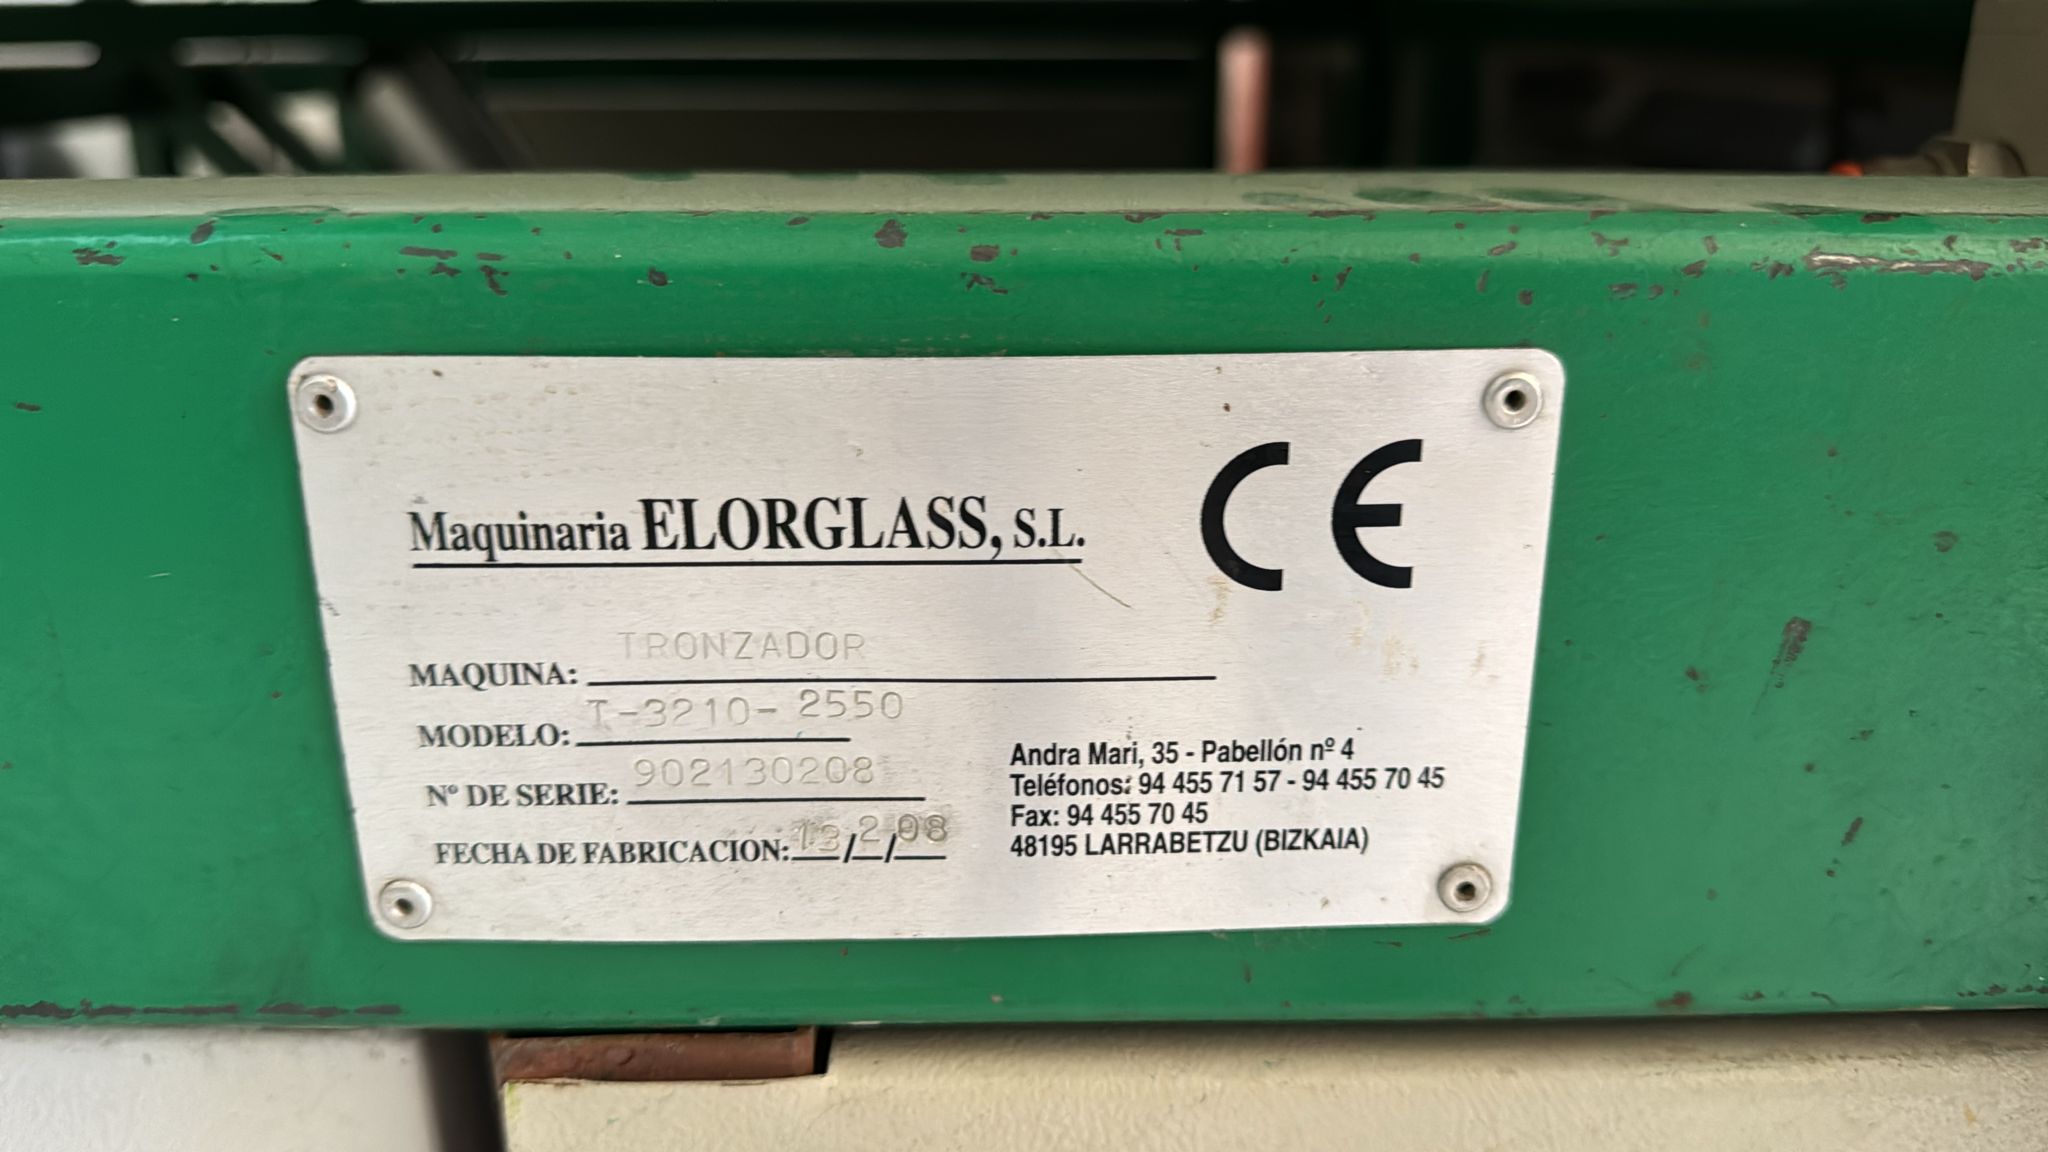 Maquinaria ELORGLASS, S.L.
CE
MAQUINA: TRONZADOR
MODELO: T-3210-2550
Nº DE SERIE: 902130208
FECHA DE FABRICACION: 13/2/08
Andra Mari, 35 - Pabellón nº 4
Teléfonos: 94 455 71 57 - 94 455 70 45
Fax: 94 455 70 45
48195 LARRABETZU (BIZKAIA)